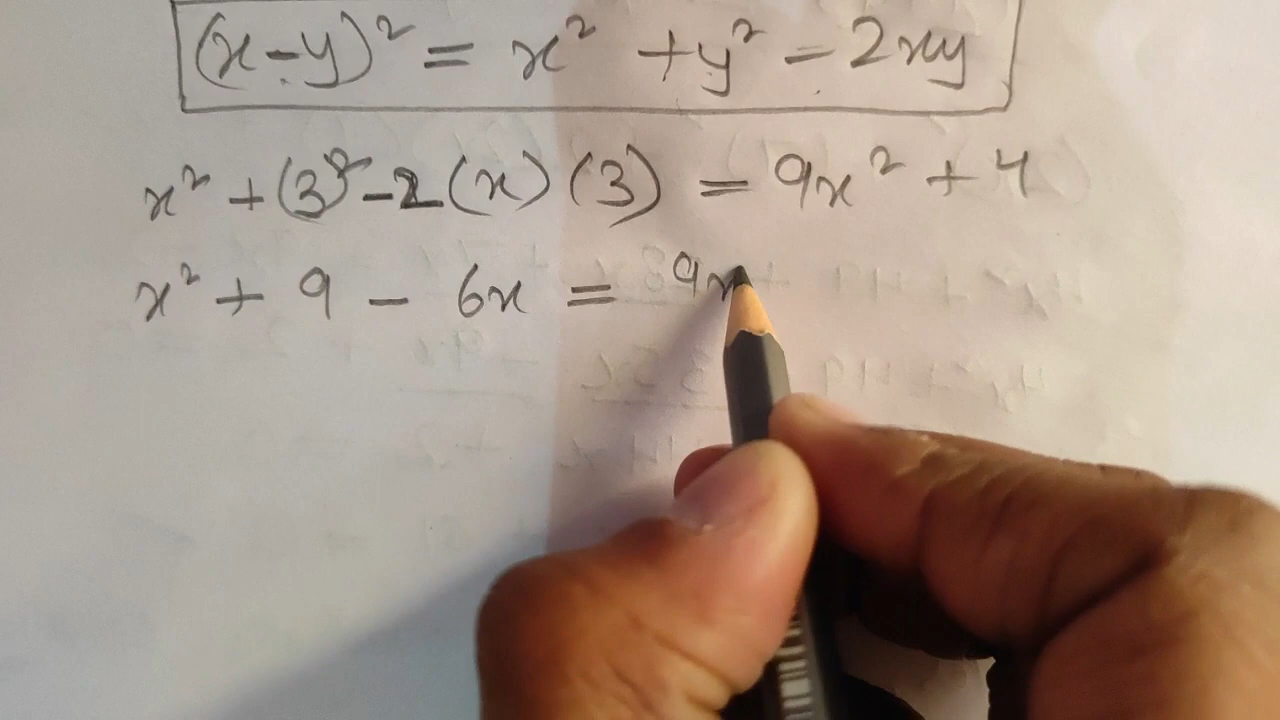 (x-y)² = x² + y² - 2xy
x² + (3)² - 2(x)(3) = 9x² + 4
x² + 9 - 6x = 9x